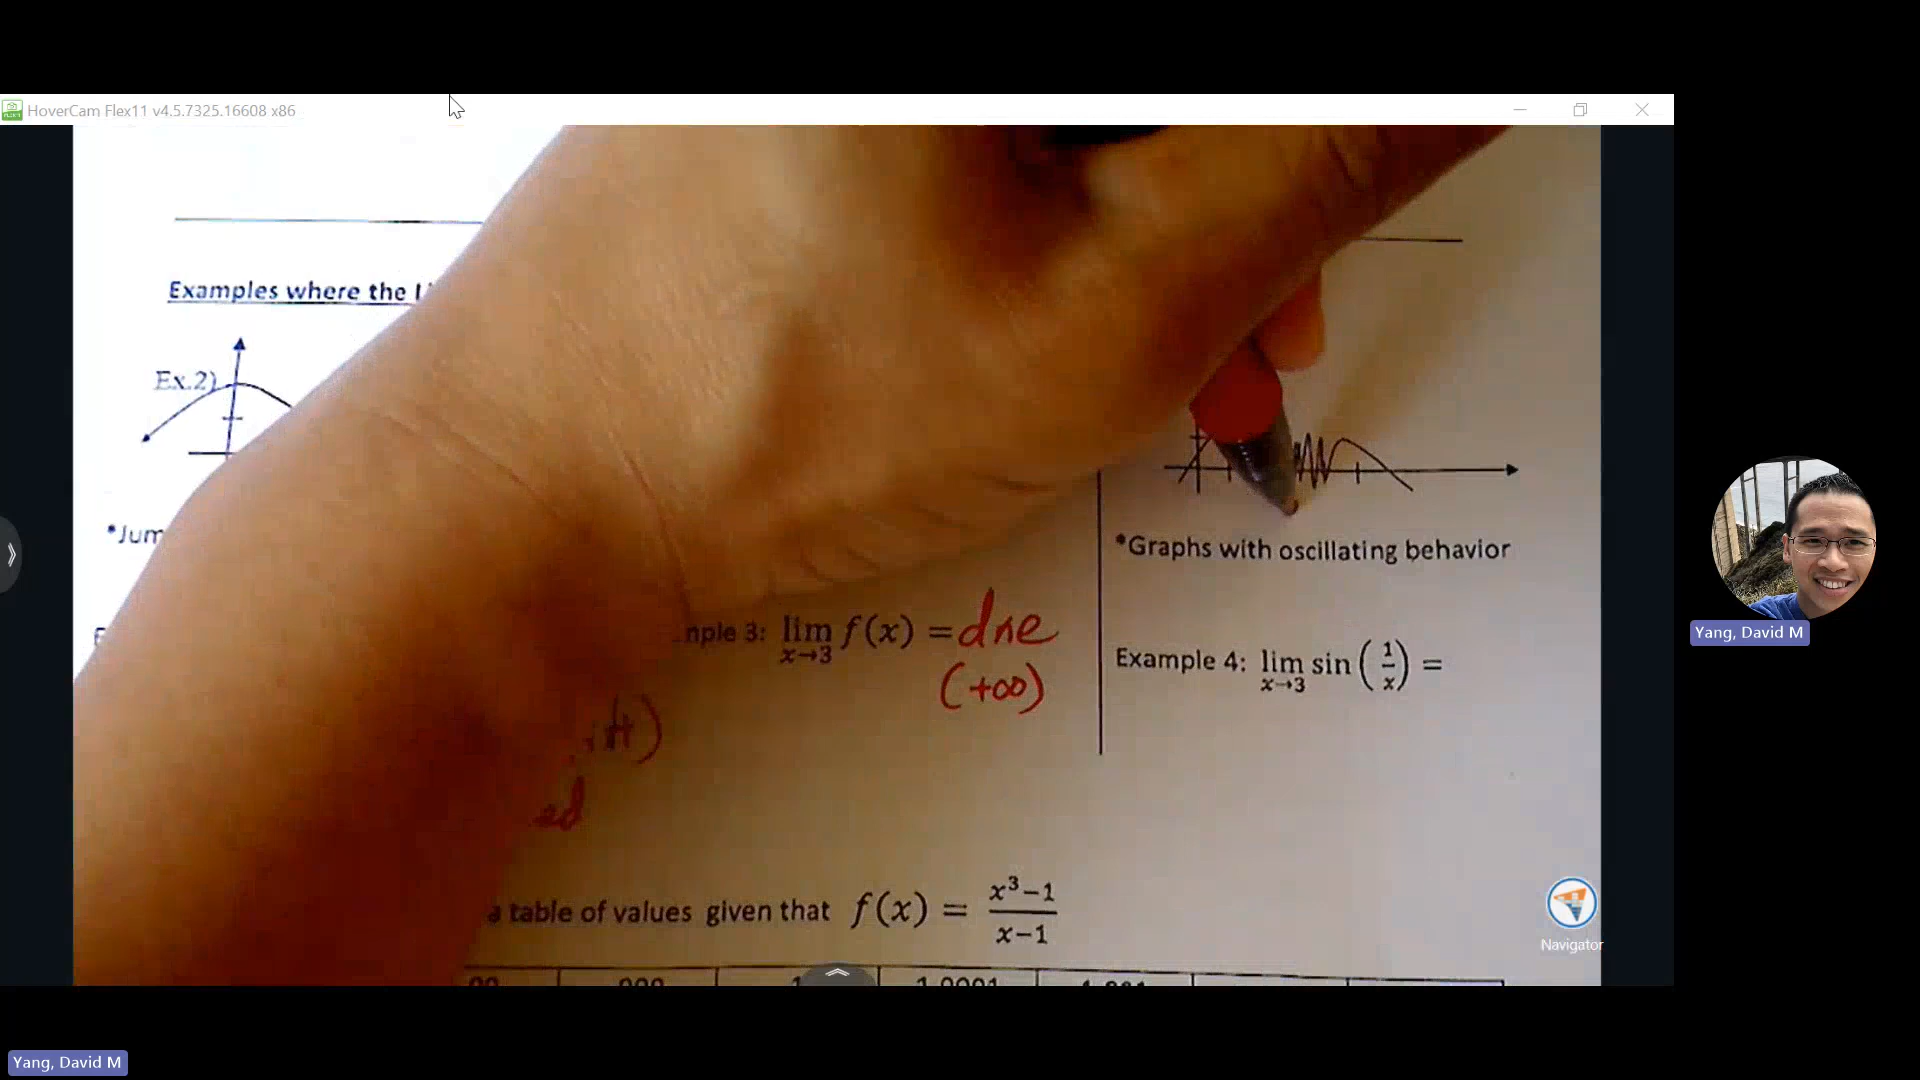 HoverCam Flex11 v4.5.7325.16608 x86
Examples where the
Ex.2)
*Graphs with oscillating behavior
3: lim x→3 f(x) = dne
(+∞)
Example 4: lim x→3 sin (1/x) =
a table of values given that f(x) = x³−1/x−1
Navigator
Yang, David M
Yang, David M